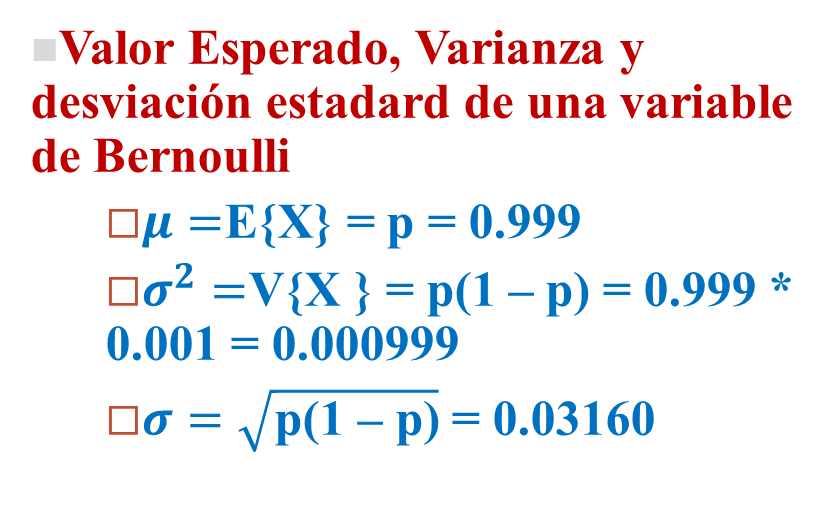 Valor Esperado, Varianza y
desviación estadard de una variable
de Bernoulli
μ =E{X} = p = 0.999
σ² =V{X } = p(1 – p) = 0.999 *
0.001 = 0.000999
σ = √p(1 – p) = 0.03160